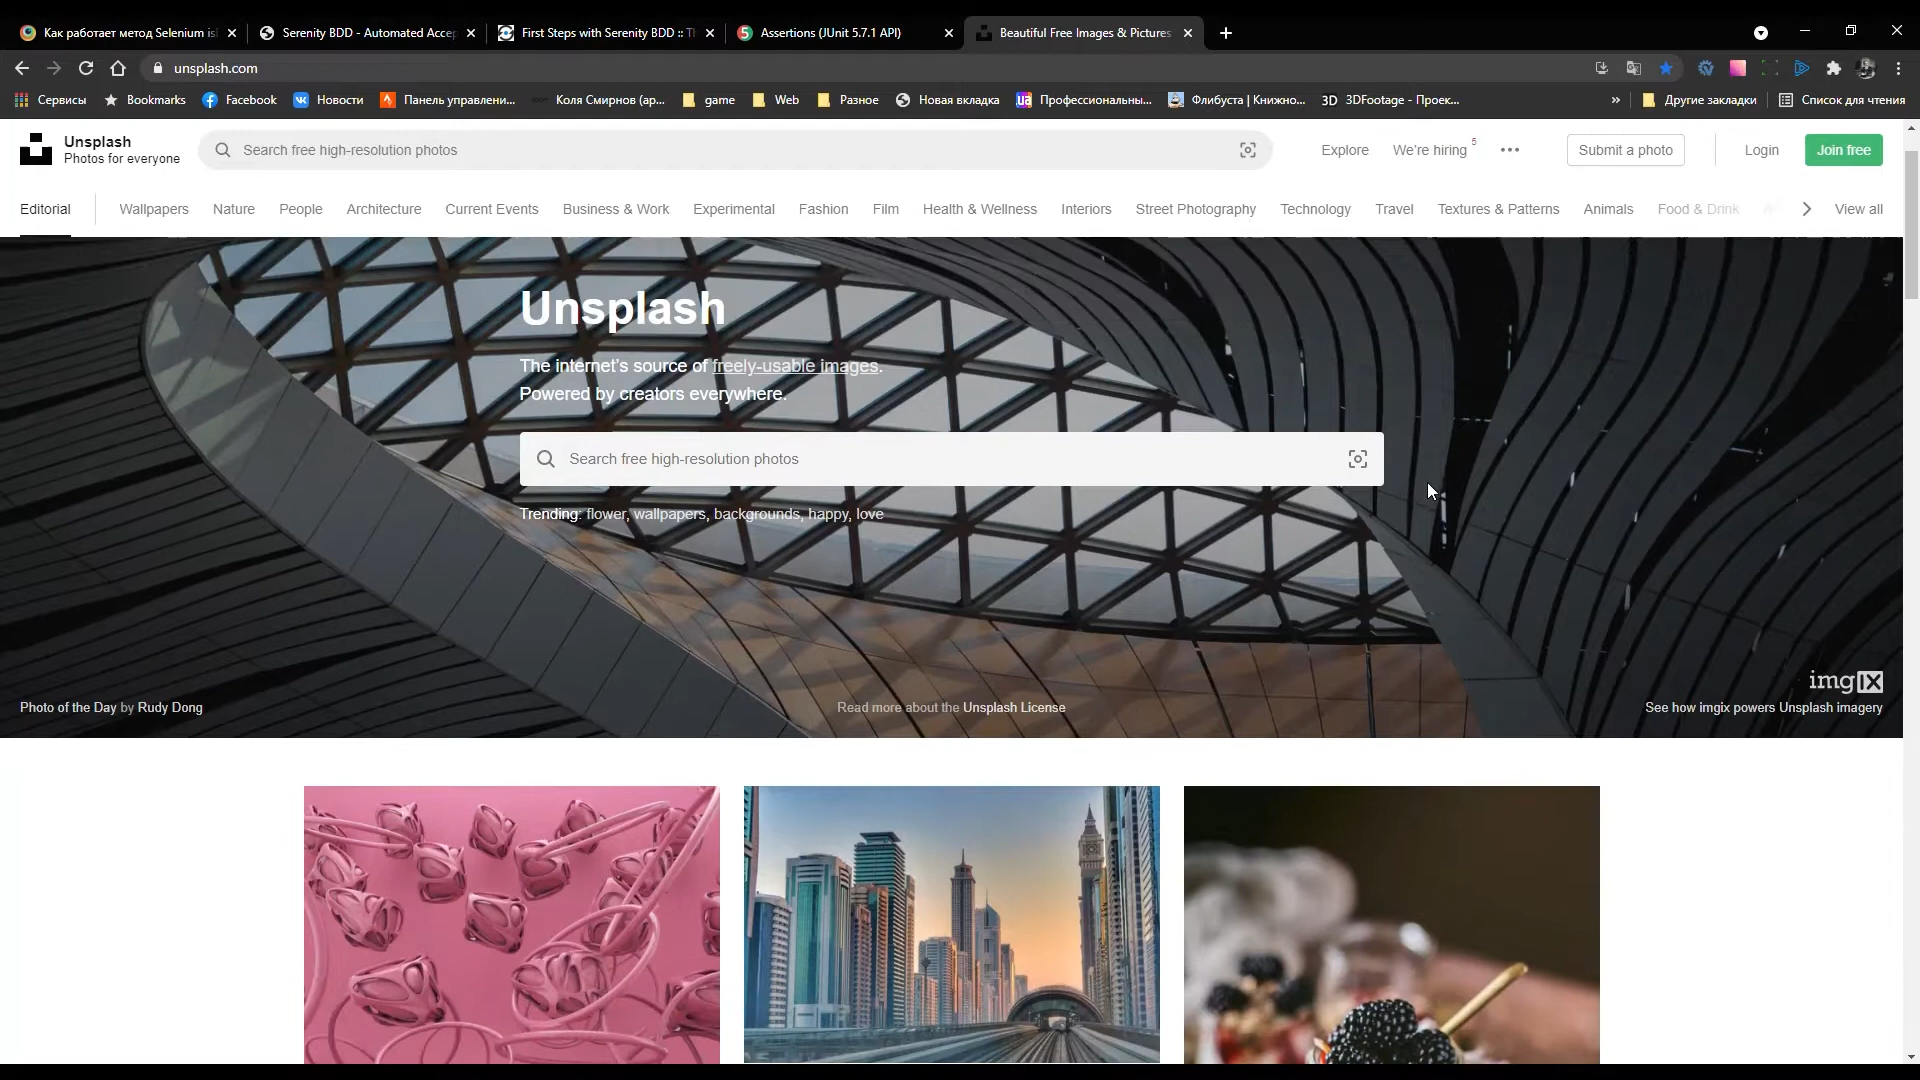 Как работает метод Selenium is
Serenity BDD - Automated Accep
First Steps with Serenity BDD :: Th
Assertions (JUnit 5.7.1 API)
Beautiful Free Images & Pictures
unsplash.com
Сервисы
Bookmarks
Facebook
Новости
Панель управлени...
Коля Смирнов (ар...
game
Web
Разное
Новая вкладка
Профессиональны...
Флибуста | Книжно...
3D 3DFootage - Проек...
»
Другие закладки
Список для чтения
Unsplash
Photos for everyone
Search free high-resolution photos
Explore
We're hiring 5
Submit a photo
Login
Join free
Editorial
Wallpapers
Nature
People
Architecture
Current Events
Business & Work
Experimental
Fashion
Film
Health & Wellness
Interiors
Street Photography
Technology
Travel
Textures & Patterns
Animals
Food & Drink
View all
Unsplash
The internet's source of freely-usable images.
Powered by creators everywhere.
Search free high-resolution photos
Trending: flower, wallpapers, backgrounds, happy, love
imgIX
Photo of the Day by Rudy Dong
Read more about the Unsplash License
See how imgix powers Unsplash imagery